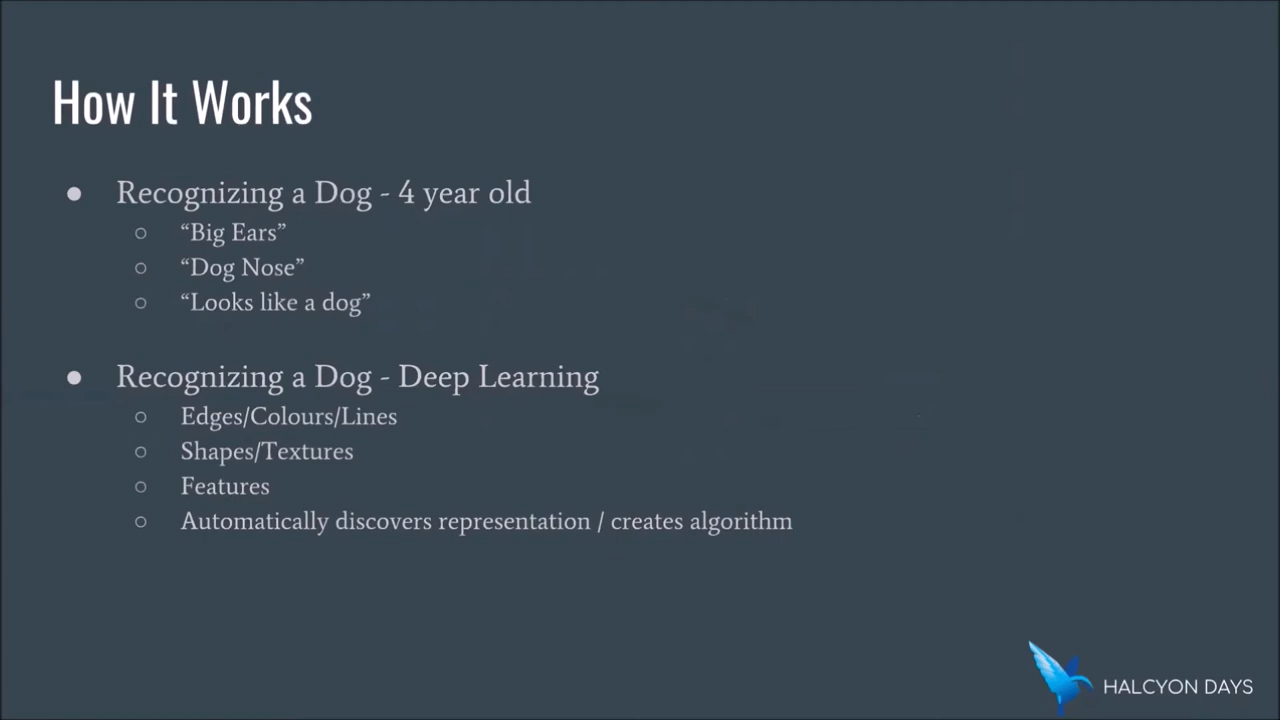 How It Works
● Recognizing a Dog - 4 year old
○ “Big Ears”
○ “Dog Nose”
○ “Looks like a dog”
● Recognizing a Dog - Deep Learning
○ Edges/Colours/Lines
○ Shapes/Textures
○ Features
○ Automatically discovers representation / creates algorithm
HALCYON DAYS